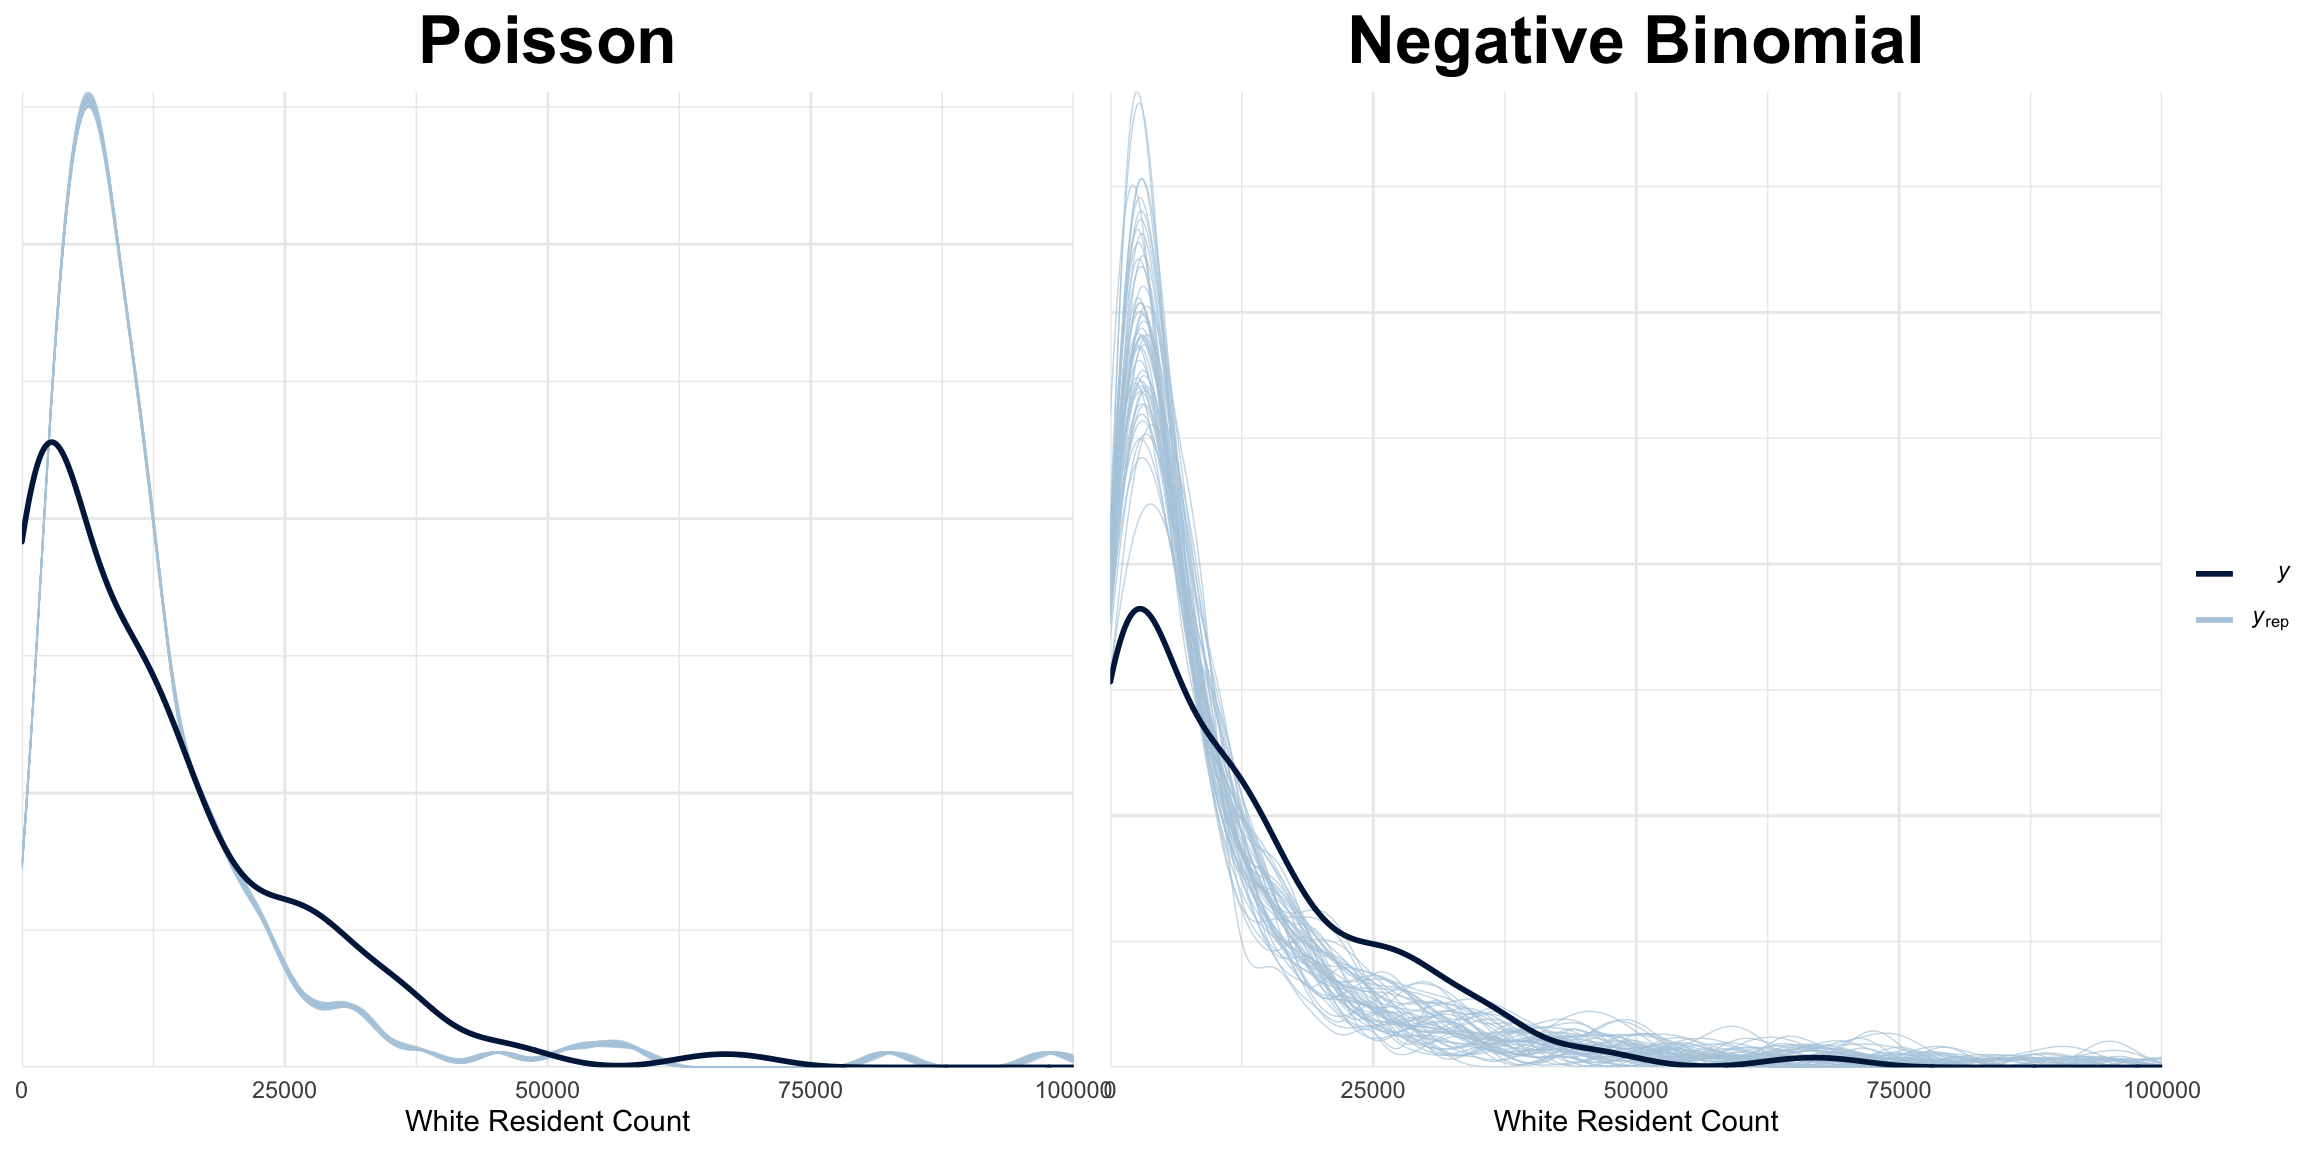 Poisson
Negative Binomial
y
yrep
0 25000 50000 75000 100000
0 25000 50000 75000 100000
White Resident Count
White Resident Count